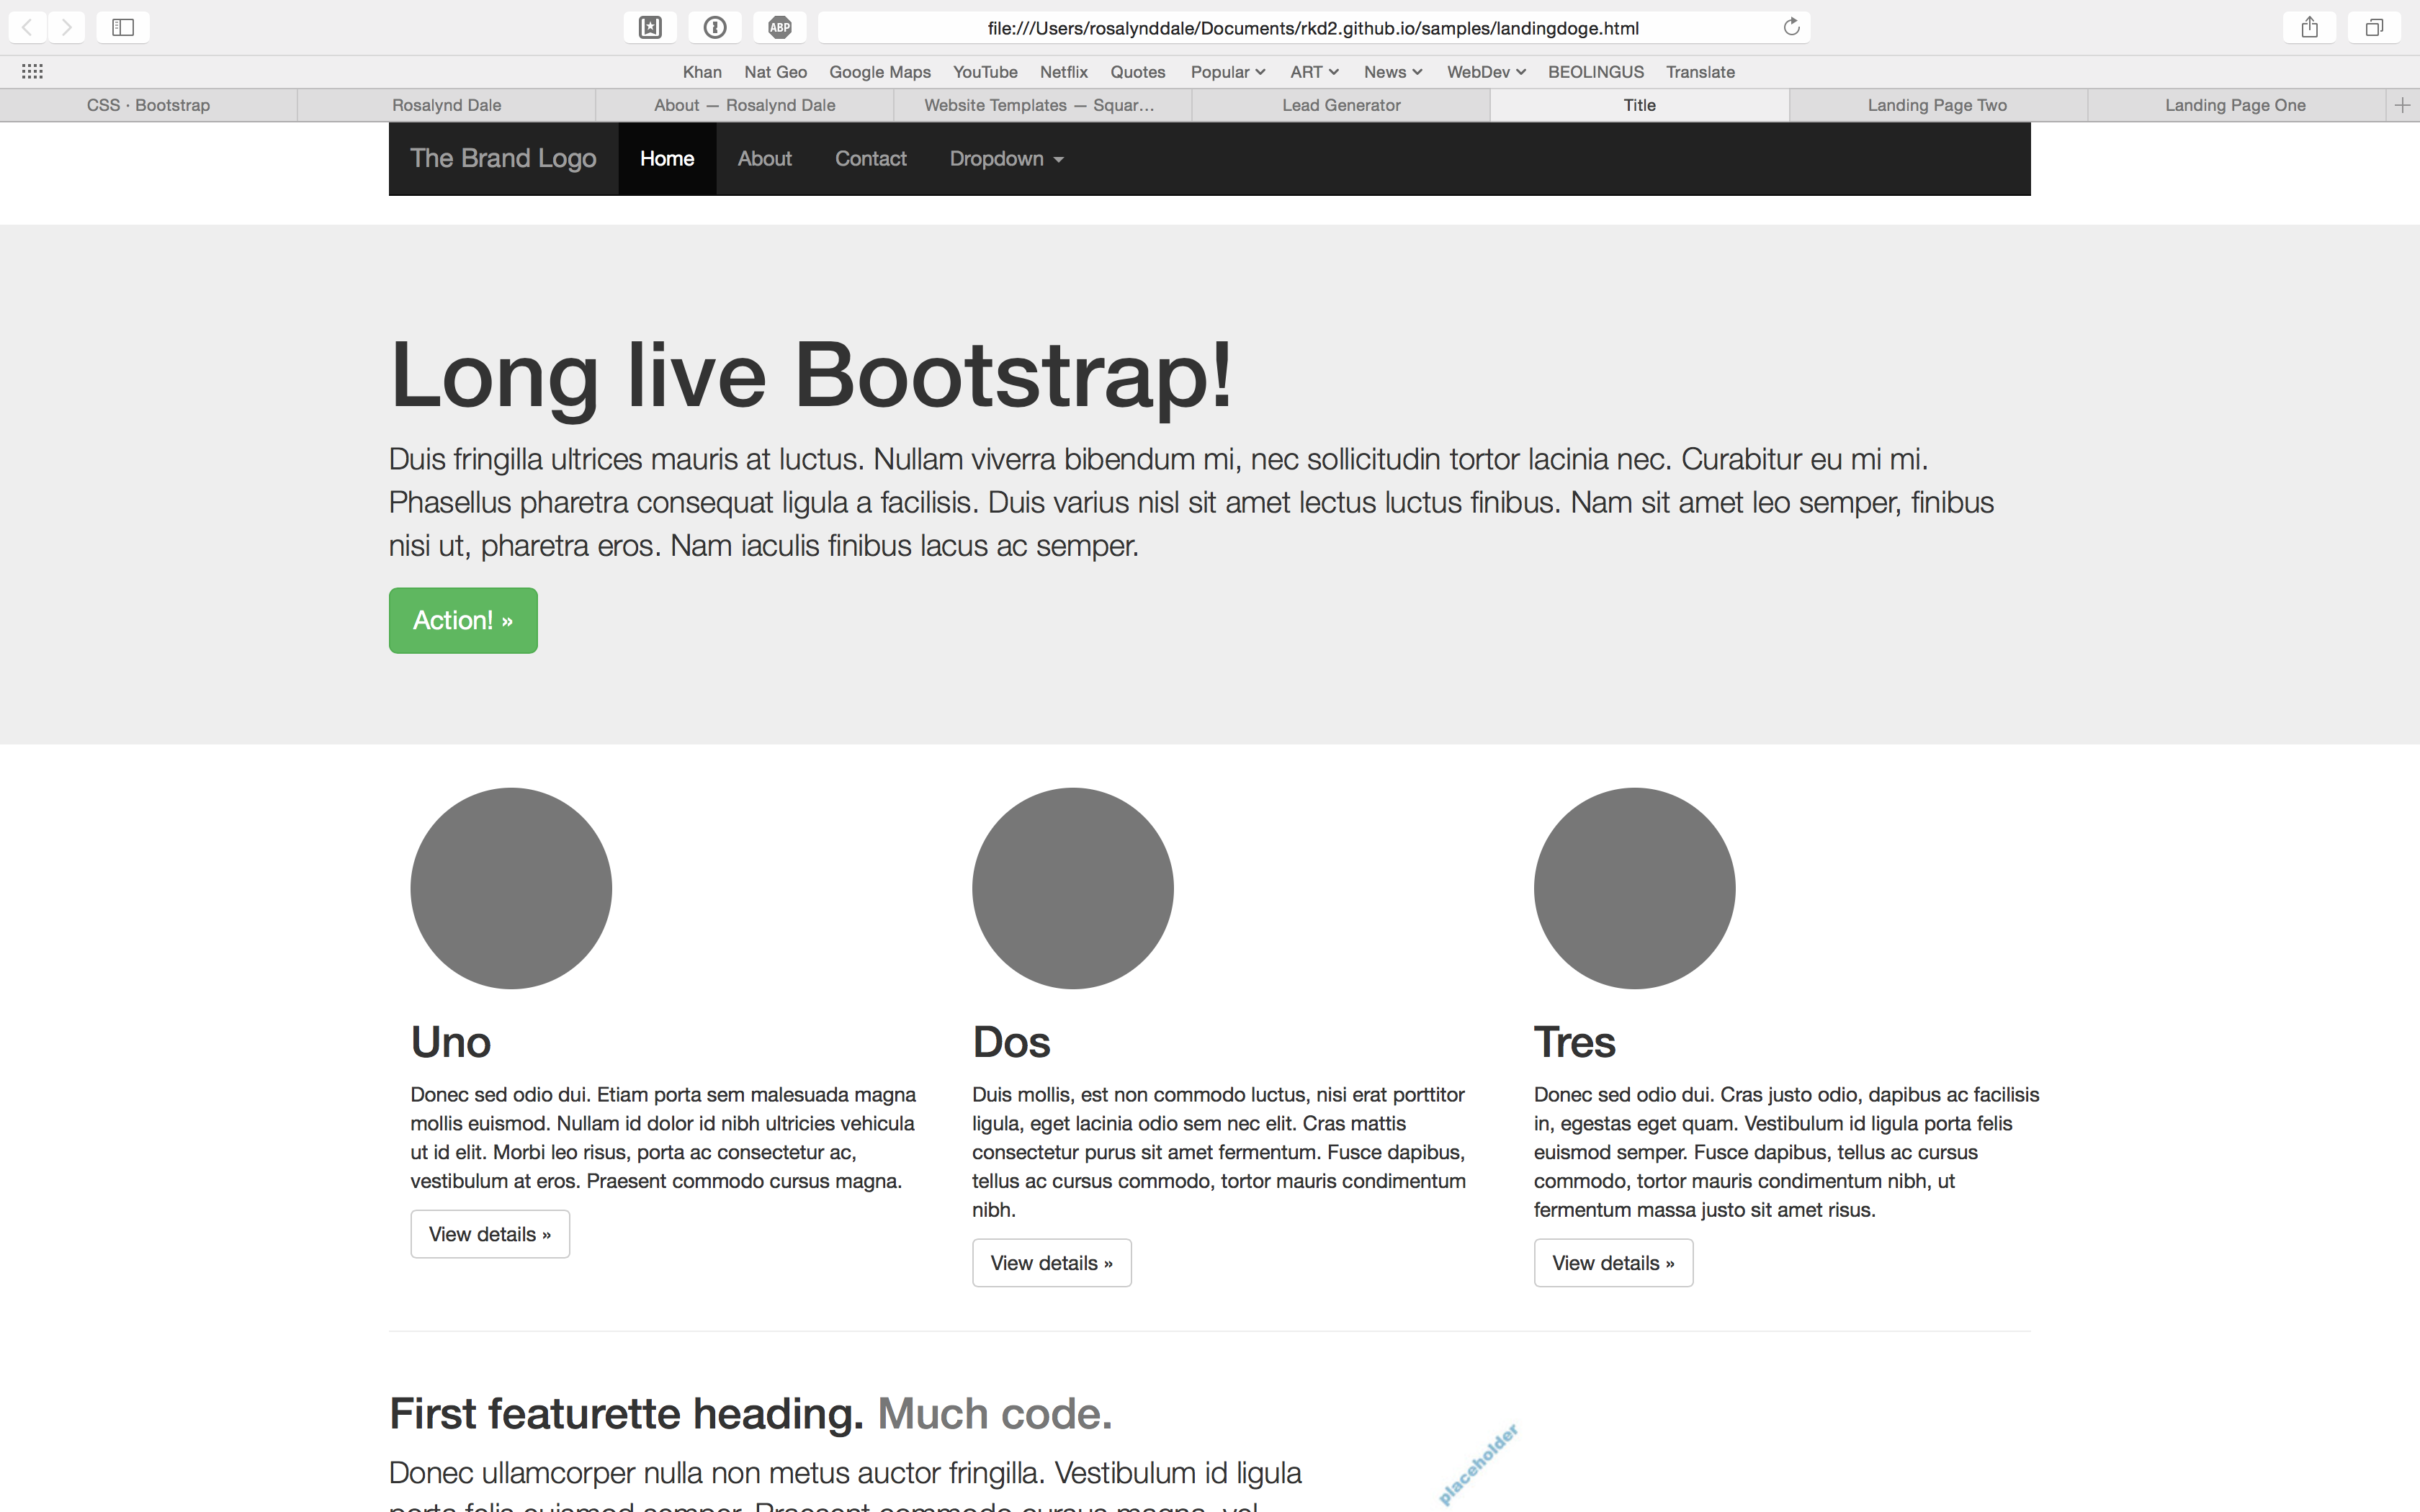 ABP
file:///Users/rosalynddale/Documents/rkd2.github.io/samples/landingdoge.html
Khan Nat Geo Google Maps YouTube Netflix Quotes Popular ART News WebDev BEOLINGUS Translate
CSS · Bootstrap Rosalynd Dale About — Rosalynd Dale Website Templates — Squar... Lead Generator Title Landing Page Two Landing Page One
The Brand Logo Home About Contact Dropdown
Long live Bootstrap!
Duis fringilla ultrices mauris at luctus. Nullam viverra bibendum mi, nec sollicitudin tortor lacinia nec. Curabitur eu mi mi.
Phasellus pharetra consequat ligula a facilisis. Duis varius nisl sit amet lectus luctus finibus. Nam sit amet leo semper, finibus
nisi ut, pharetra eros. Nam iaculis finibus lacus ac semper.
Action! »
Uno
Donec sed odio dui. Etiam porta sem malesuada magna
mollis euismod. Nullam id dolor id nibh ultricies vehicula
ut id elit. Morbi leo risus, porta ac consectetur ac,
vestibulum at eros. Praesent commodo cursus magna.
View details »
Dos
Duis mollis, est non commodo luctus, nisi erat porttitor
ligula, eget lacinia odio sem nec elit. Cras mattis
consectetur purus sit amet fermentum. Fusce dapibus,
tellus ac cursus commodo, tortor mauris condimentum
nibh.
View details »
Tres
Donec sed odio dui. Cras justo odio, dapibus ac facilisis
in, egestas eget quam. Vestibulum id ligula porta felis
euismod semper. Fusce dapibus, tellus ac cursus
commodo, tortor mauris condimentum nibh, ut
fermentum massa justo sit amet risus.
View details »
First featurette heading. Much code.
Donec ullamcorper nulla non metus auctor fringilla. Vestibulum id ligula
porta felis euismod semper. Praesent commodo cursus magna, vel
placeholder